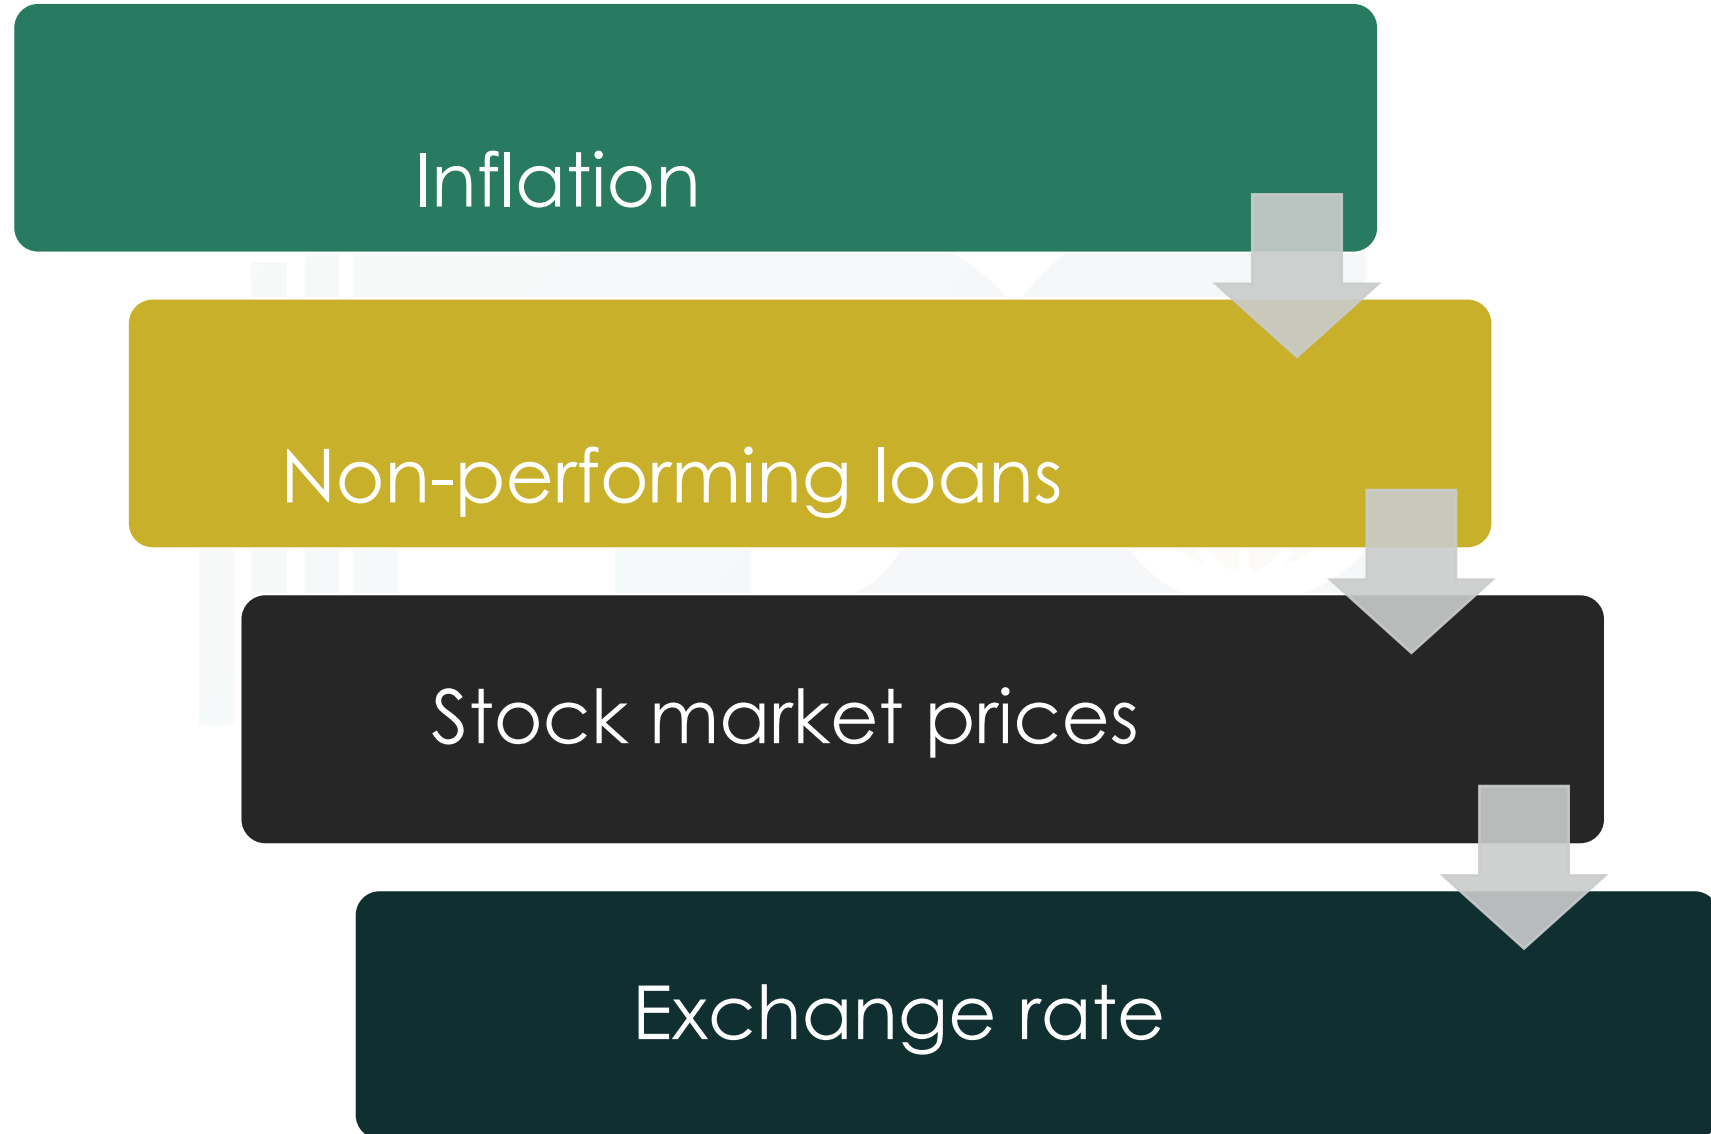 Inflation
Non-performing loans
Stock market prices
Exchange rate